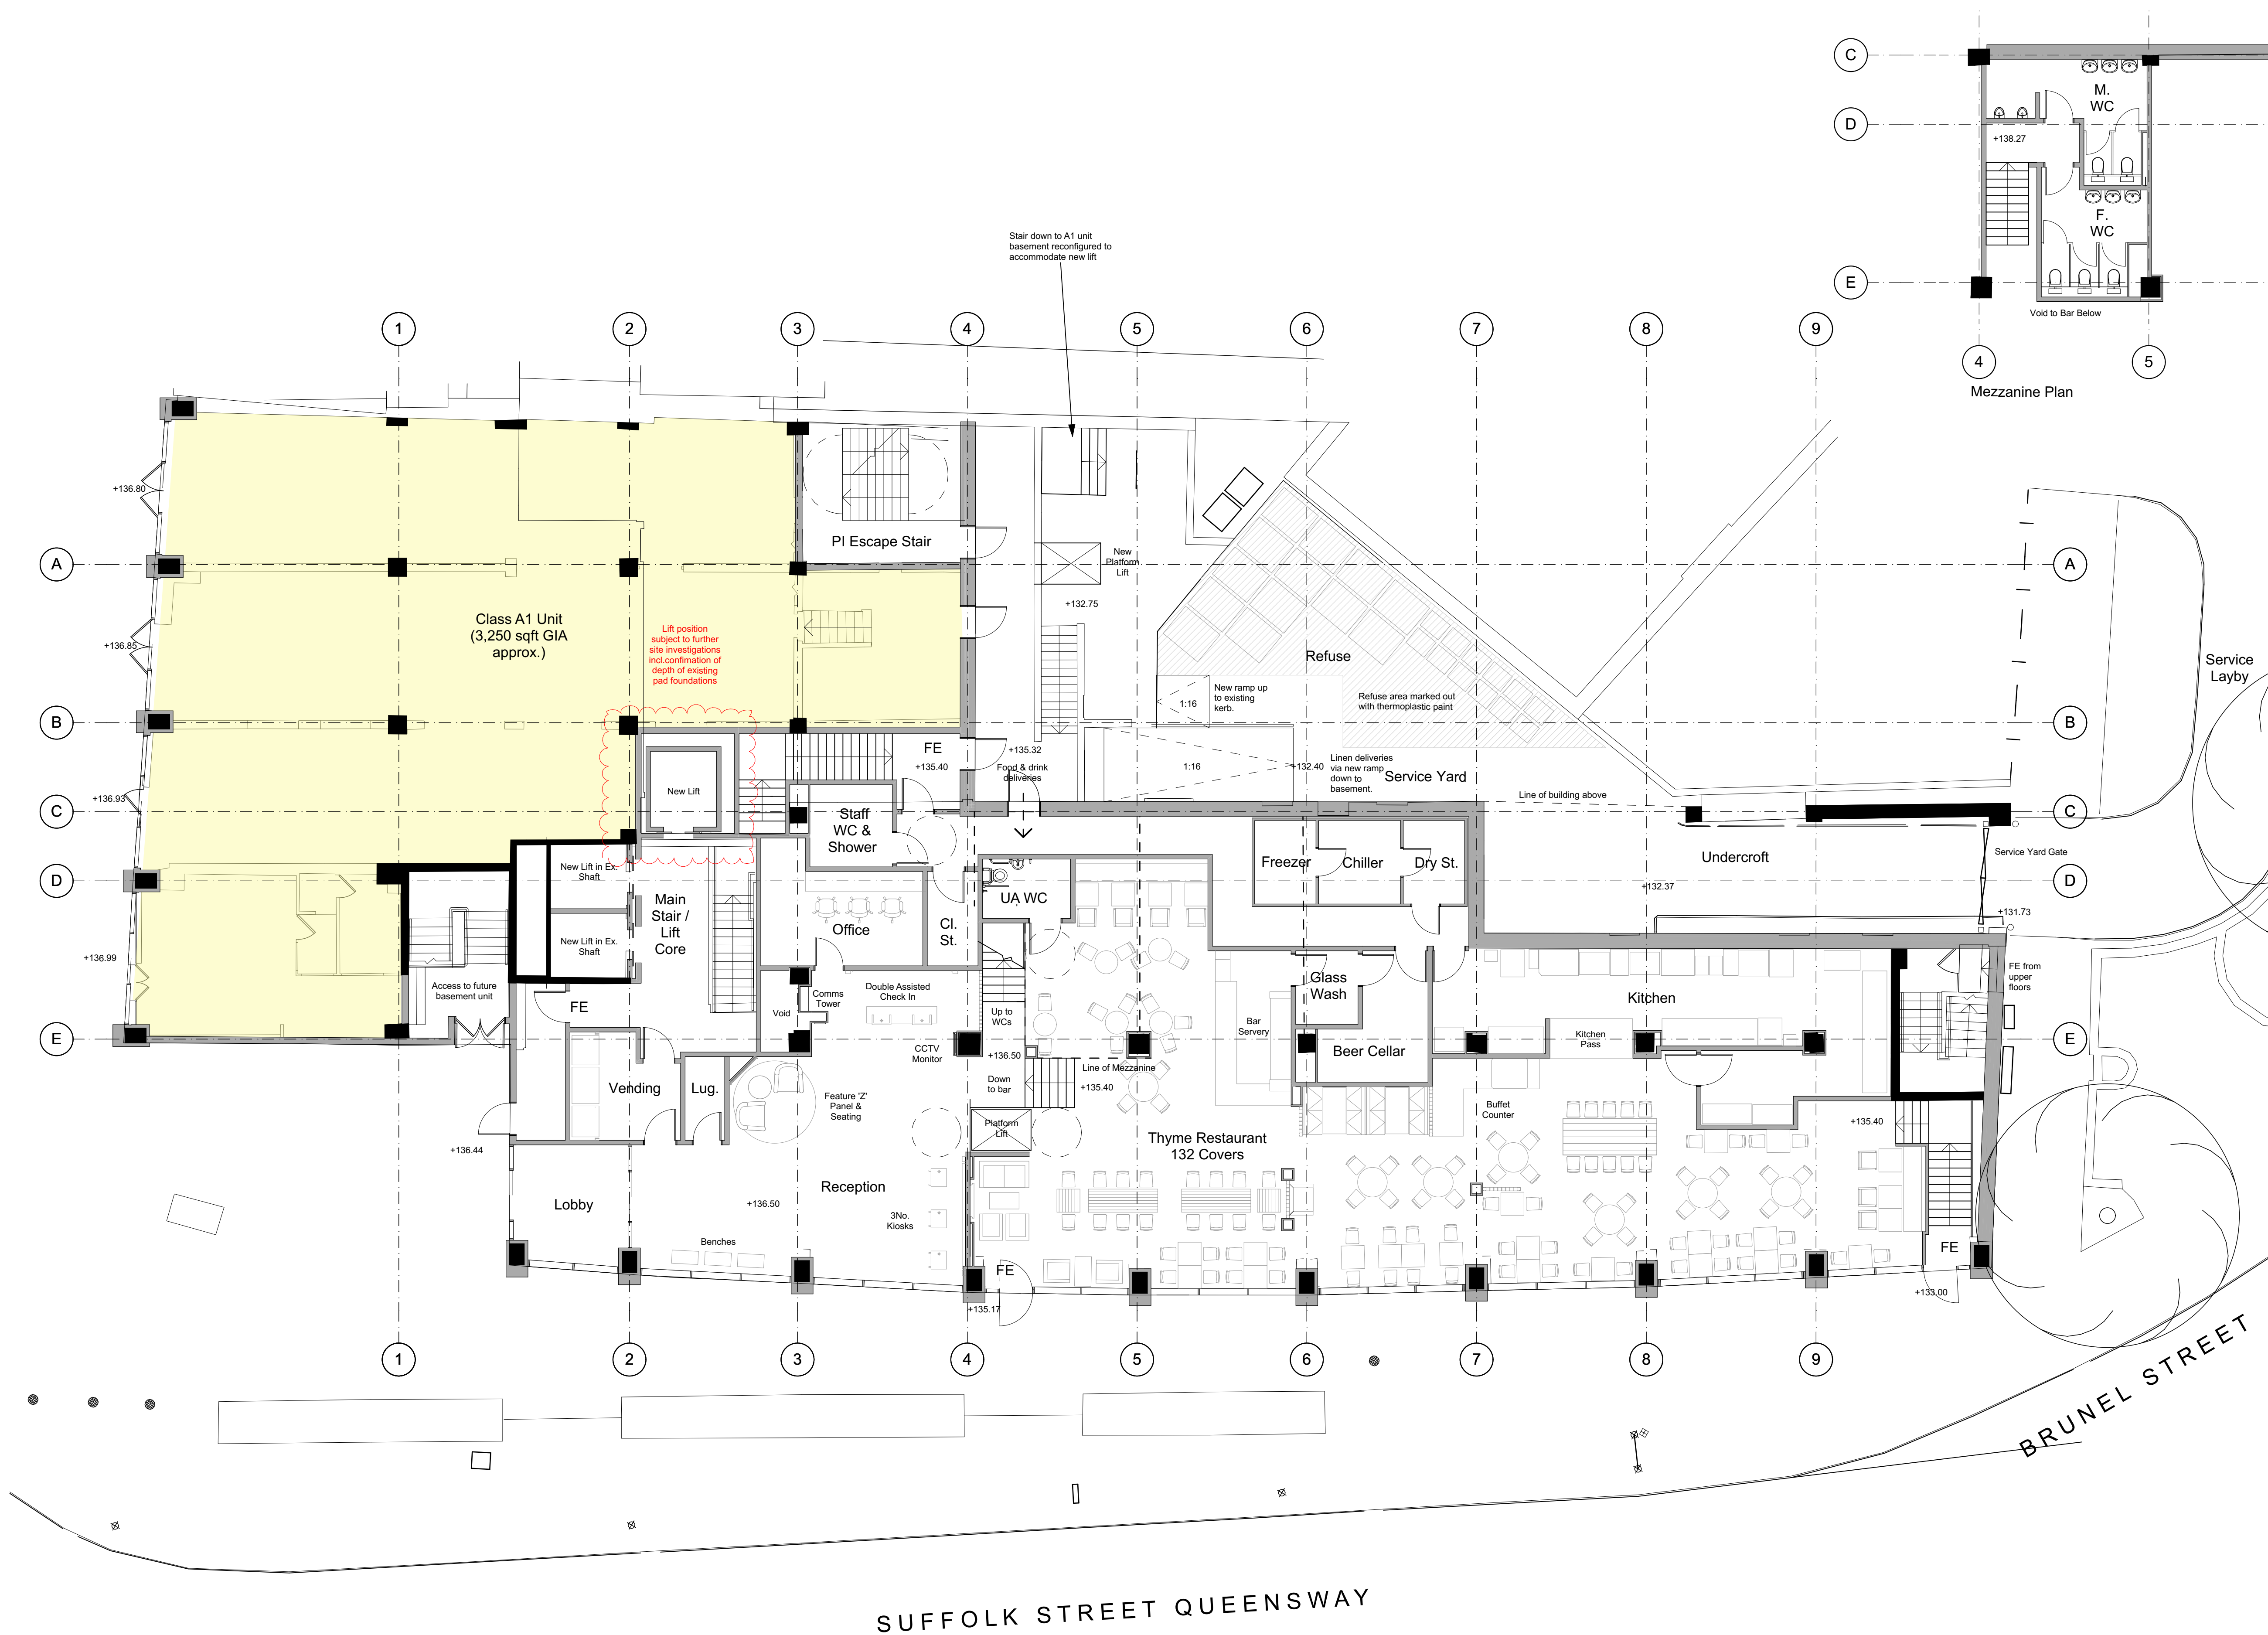 C
D
E
M.
WC
+138.27
F.
WC
Void to Bar Below
4
5
Mezzanine Plan
Stair down to A1 unit
basement reconfigured to
accommodate new lift
1
2
3
4
5
6
7
8
9
+136.80
PI Escape Stair
A
New
Platform
Lift
A
+132.75
Class A1 Unit
(3,250 sqft GIA
approx.)
Lift position
subject to further
site investigations
incl.confimation of
depth of existing
pad foundations
+136.85
Refuse
Service
Layby
New ramp up
to existing
kerb.
1:16
Refuse area marked out
with thermoplastic paint
B
B
FE
+135.40
+135.32
Food & drink
deliveries
1:16
+132.40
Linen deliveries
via new ramp
down to
basement.
Service Yard
New Lift
+136.93
Line of building above
C
C
Staff
WC &
Shower
Freezer
Chiller
Dry St.
Undercroft
Service Yard Gate
New Lift in Ex.
Shaft
D
D
+132.37
Main
Stair /
Lift
Core
UA WC
+131.73
Office
Cl.
St.
New Lift in Ex.
Shaft
+136.99
FE from
upper
floors
Access to future
basement unit
FE
Void
Comms
Tower
Double Assisted
Check In
Glass
Wash
Kitchen
Up to
WCs
Bar
Servery
Kitchen
Pass
E
E
CCTV
Monitor
+136.50
Beer Cellar
Line of Mezzanine
Vending
Lug.
Down
to bar
+135.40
Feature 'Z'
Panel &
Seating
Buffet
Counter
Platform
Lift
+135.40
+136.44
Thyme Restaurant
132 Covers
Lobby
Reception
+136.50
3No.
Kiosks
Benches
FE
FE
+135.17
+133.00
1
2
3
4
5
6
7
8
9
BRUNEL STREET
SUFFOLK STREET QUEENSWAY